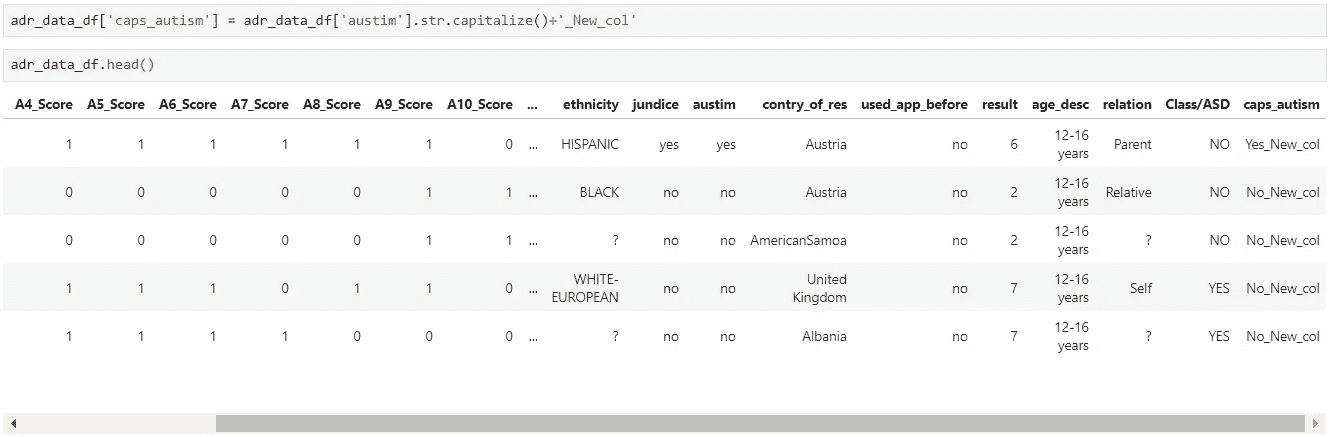 adr_data_df['caps_autism'] = adr_data_df['austim'].str.capitalize()+'_New_col'
adr_data_df.head()
A4_Score A5_Score A6_Score A7_Score A8_Score A9_Score A10_Score ... ethnicity jundice austim contry_of_res used_app_before result age_desc relation Class/ASD caps_autism
1 1 1 1 1 1 0 ... HISPANIC yes yes Austria no 6 12-16 years Parent NO Yes_New_col
0 0 0 0 0 1 1 ... BLACK no no Austria no 2 12-16 years Relative NO No_New_col
0 0 0 0 0 1 1 ... ? no no AmericanSamoa no 2 12-16 years ? NO No_New_col
1 1 1 0 1 1 0 ... WHITE-EUROPEAN no no United Kingdom no 7 12-16 years Self YES No_New_col
1 1 1 1 0 0 0 ... ? no no Albania no 7 12-16 years ? YES No_New_col